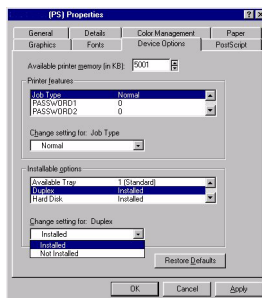 (PS) Properties
General Details Color Management Paper
Graphics Fonts Device Options PostScript
Available printer memory (in KB): 5001
Printer features
Job Type Normal
PASSWORD1 0
PASSWORD2 0
Change setting for: Job Type
Normal
Installable options
Available Tray 1 (Standard)
Duplex Installed
Hard Disk Installed
Change setting for: Duplex
Installed
Installed
Not Installed
Restore Defaults
OK Cancel Apply